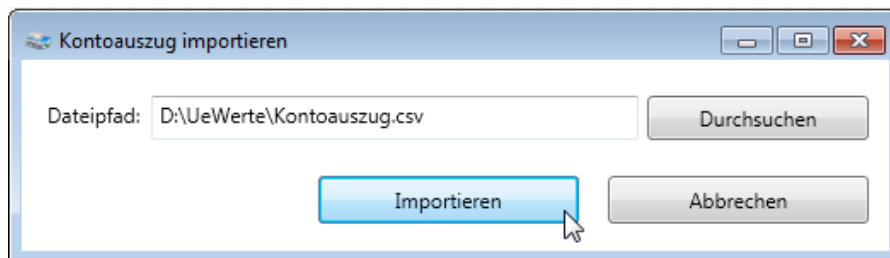 Kontoauszug importieren
Dateipfad: D:\UeWerte\Kontoauszug.csv Durchsuchen
Importieren Abbrechen